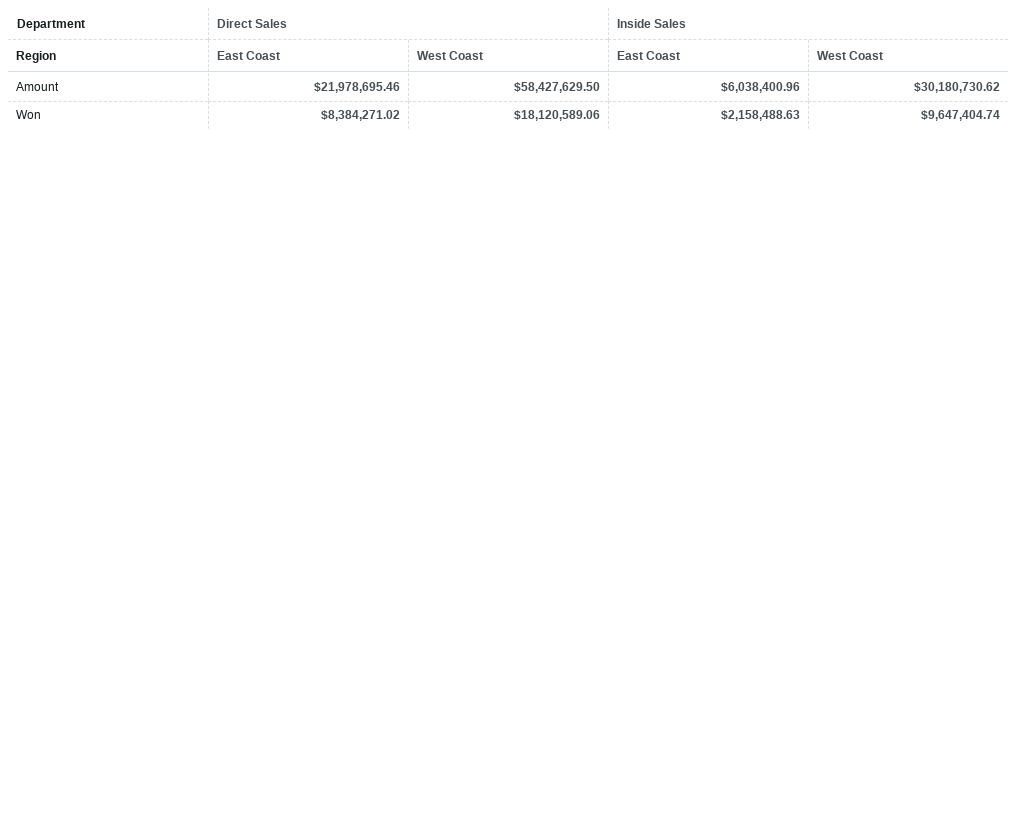 Department Direct Sales Inside Sales
Region East Coast West Coast East Coast West Coast
Amount $21,978,695.46 $58,427,629.50 $6,038,400.96 $30,180,730.62
Won $8,384,271.02 $18,120,589.06 $2,158,488.63 $9,647,404.74